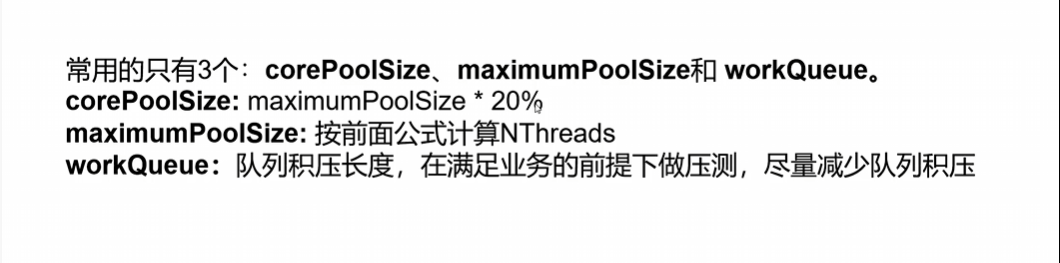 常用的只有3个：corePoolSize、maximumPoolSize和 workQueue。
corePoolSize: maximumPoolSize * 20%
maximumPoolSize: 按前面公式计算NThreads
workQueue：队列积压长度，在满足业务的前提下做压测，尽量减少队列积压